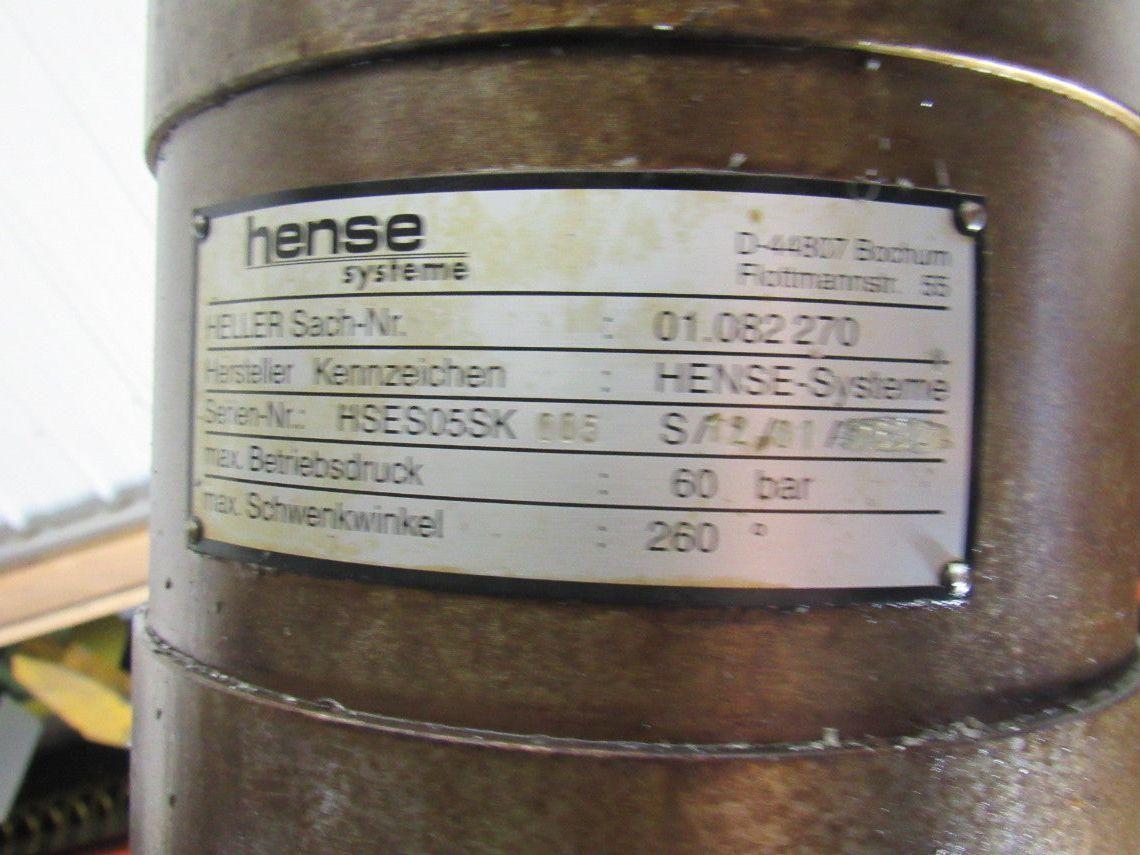 hense
systeme
D-44807 Bochum
Flottmannstr. 55
HELLER Sach-Nr. : 01.082 270
Hersteller Kennzeichen : HENSE-Systeme
Serien-Nr.: HSES05SK S/12/01/
max. Betriebsdruck : 60 bar
max. Schwenkwinkel : 260 °